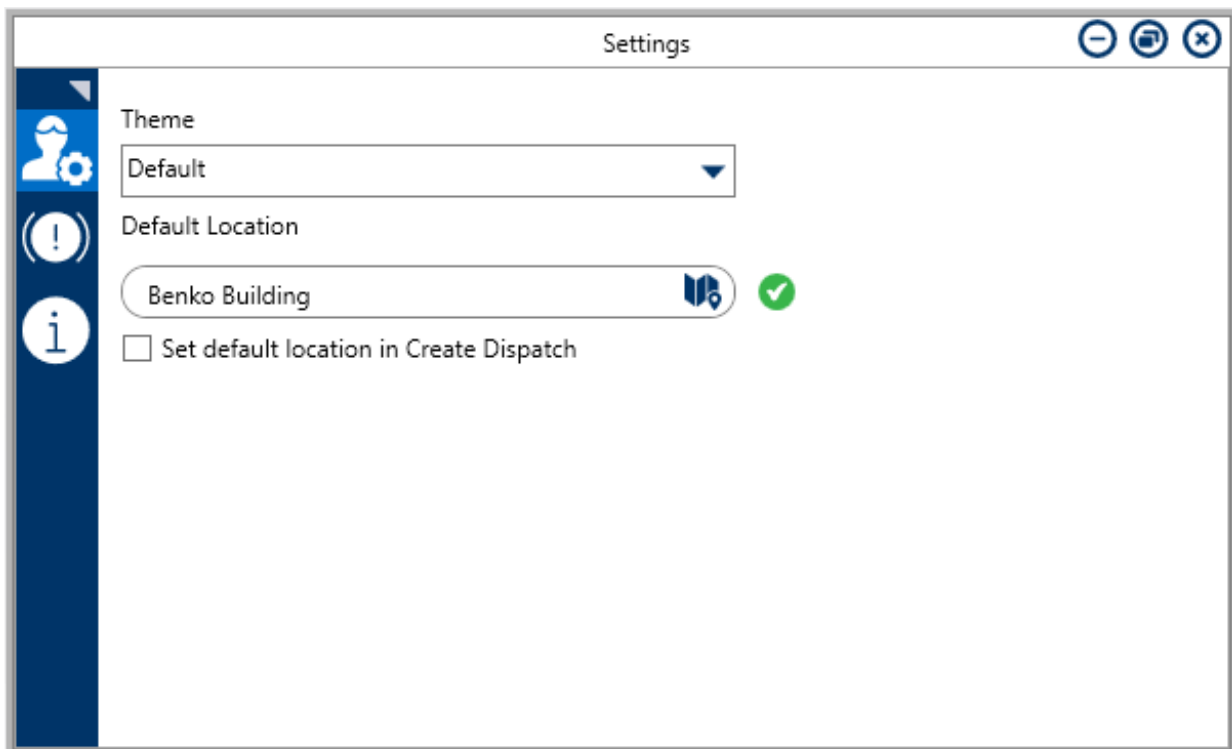 Settings
Theme
Default
Default Location
Benko Building
Set default location in Create Dispatch